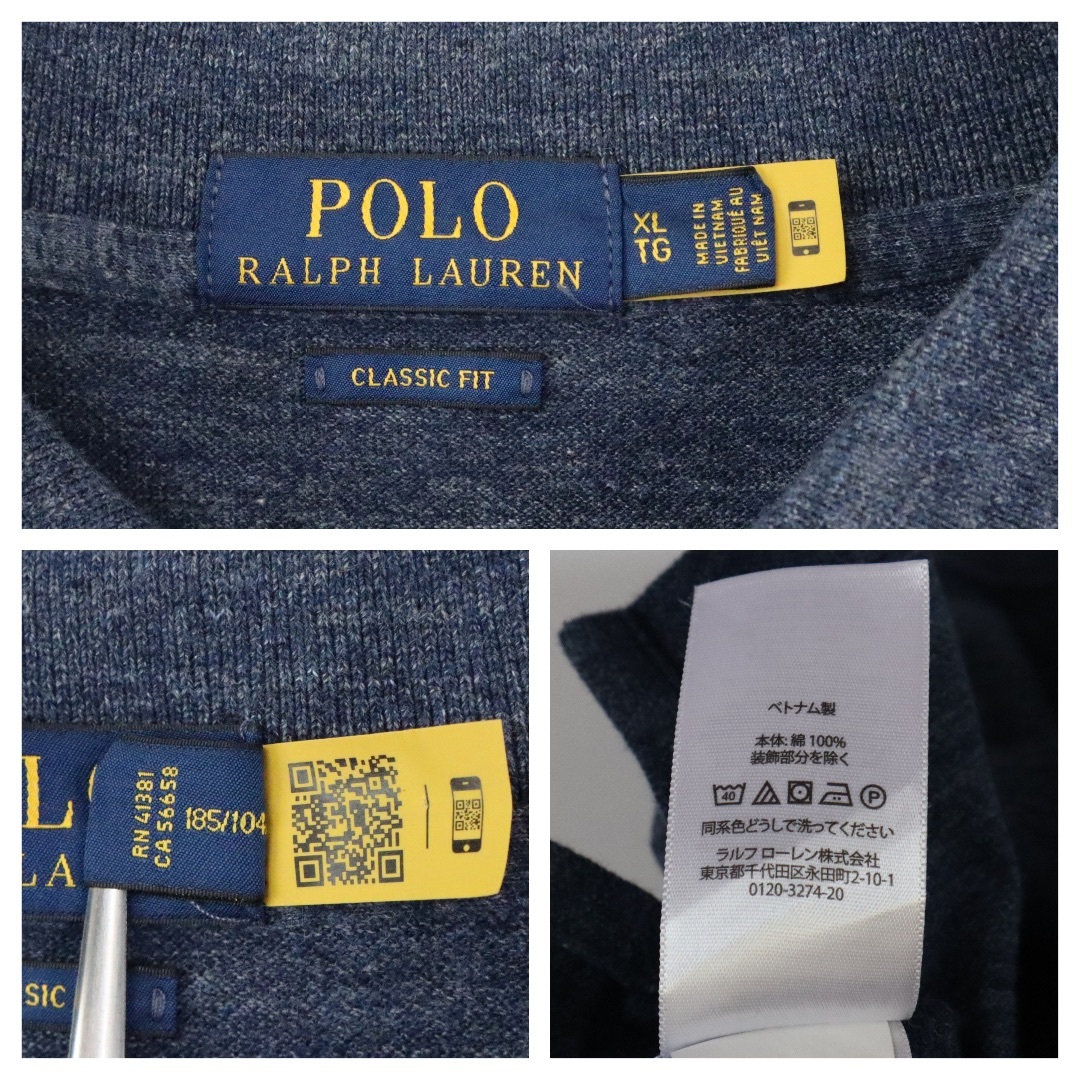 POLO
RALPH LAUREN
XL
TG
MADE IN
VIETNAM
FABRIQUÉ AU
VIÊT NAM
CLASSIC FIT
L
LA
RN 41381
CA 56658
185/104
SIC
ベトナム製
本体: 綿 100%
装飾部分を除く
40
P
同系色どうしで洗ってください
ラルフ ローレン株式会社
東京都千代田区永田町2-10-1
0120-3274-20